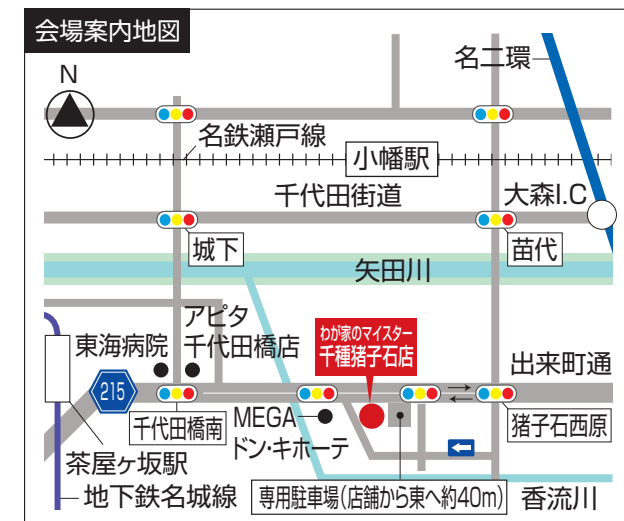 会場案内地図
N
名二環
名鉄瀬戸線
小幡駅
千代田街道
大森I.C
城下
苗代
矢田川
アピタ
千代田橋店
東海病院
わが家のマイスター
千種猪子石店
出来町通
215
千代田橋南
MEGA
ドン・キホーテ
猪子石西原
茶屋ヶ坂駅
地下鉄名城線
専用駐車場(店舗から東へ約40m)
香流川